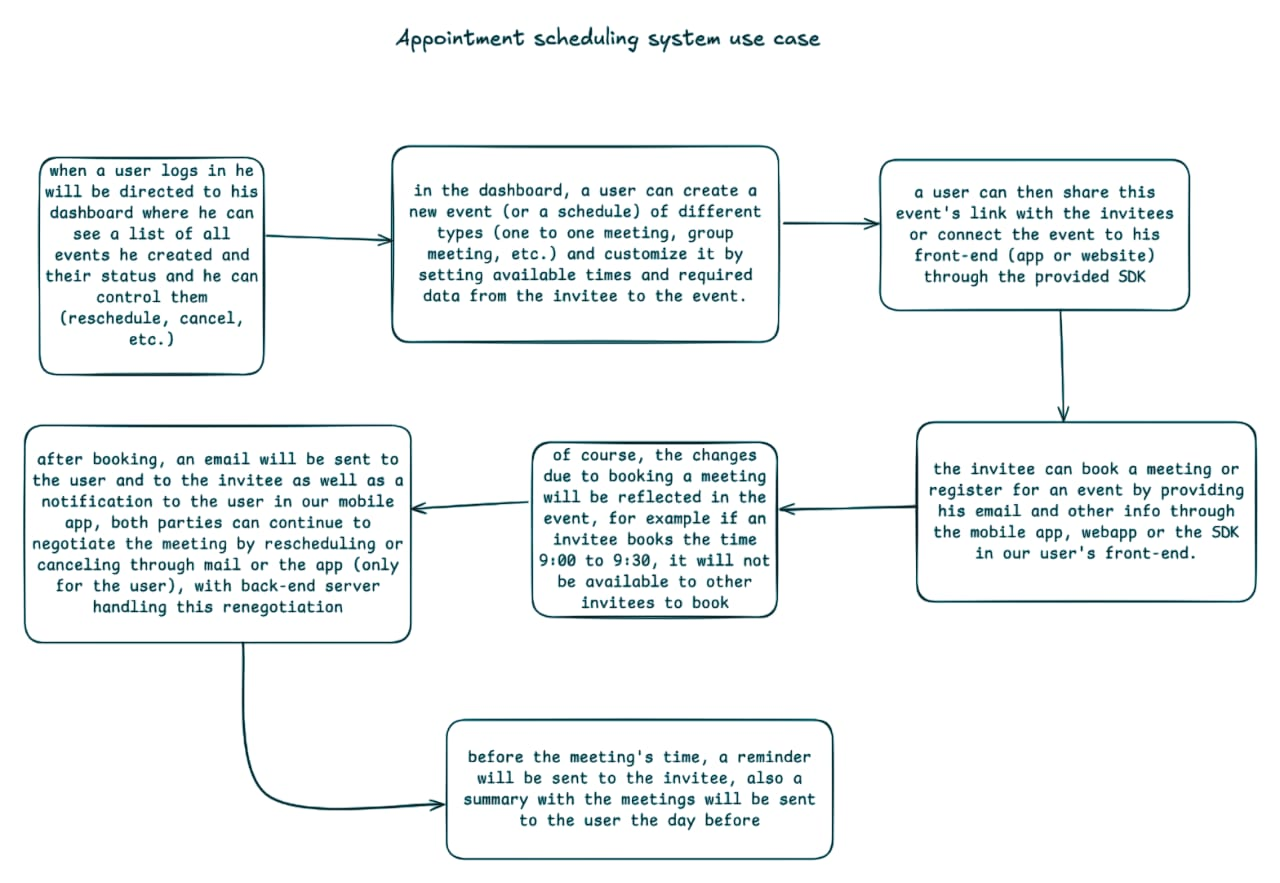 Appointment scheduling system use case
when a user logs in he
will be directed to his
dashboard where he can
see a list of all
events he created and
their status and he can
control them
(reschedule, cancel,
etc.)
in the dashboard, a user can create a
new event (or a schedule) of different
types (one to one meeting, group
meeting, etc.) and customize it by
setting available times and required
data from the invitee to the event.
a user can then share this
event's link with the invitees
or connect the event to his
front-end (app or website)
through the provided SDK
the invitee can book a meeting or
register for an event by providing
his email and other info through
the mobile app, webapp or the SDK
in our user's front-end.
of course, the changes
due to booking a meeting
will be reflected in the
event, for example if an
invitee books the time
9:00 to 9:30, it will not
be available to other
invitees to book
after booking, an email will be sent to
the user and to the invitee as well as a
notification to the user in our mobile
app, both parties can continue to
negotiate the meeting by rescheduling or
canceling through mail or the app (only
for the user), with back-end server
handling this renegotiation
before the meeting's time, a reminder
will be sent to the invitee, also a
summary with the meetings will be sent
to the user the day before